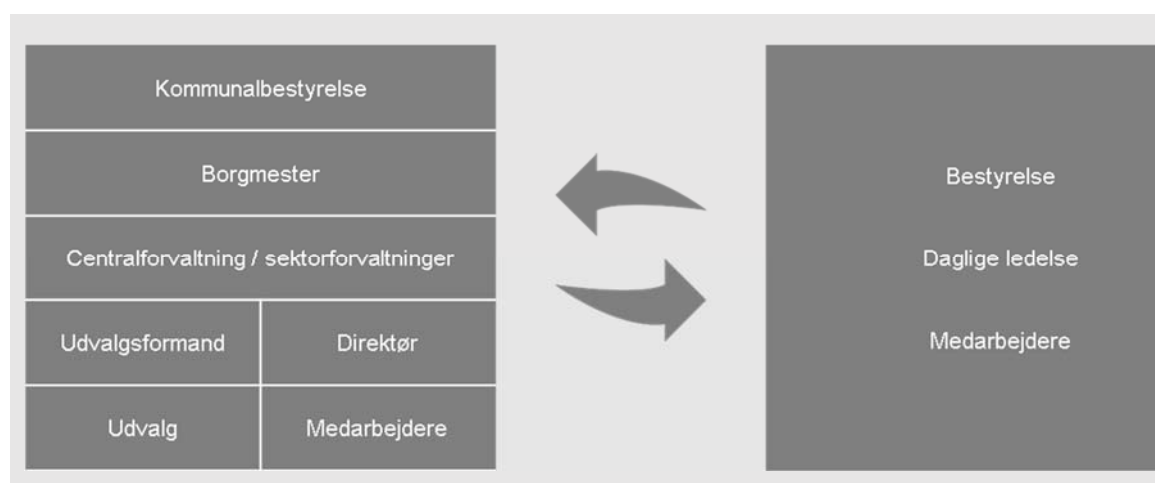 Kommunalbestyrelse
Borgmester
Centralforvaltning / sektorforvaltninger
Udvalgsformand
Direktør
Udvalg
Medarbejdere
Bestyrelse
Daglige ledelse
Medarbejdere